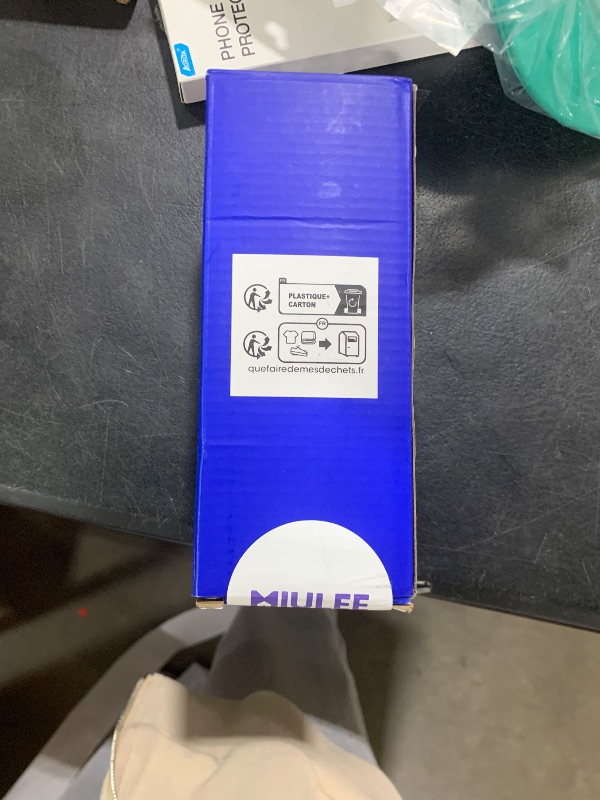 PHONE
PROTEC
PLASTIQUE+
CARTON
FR
quefairedemesdechets.fr
MIULEE